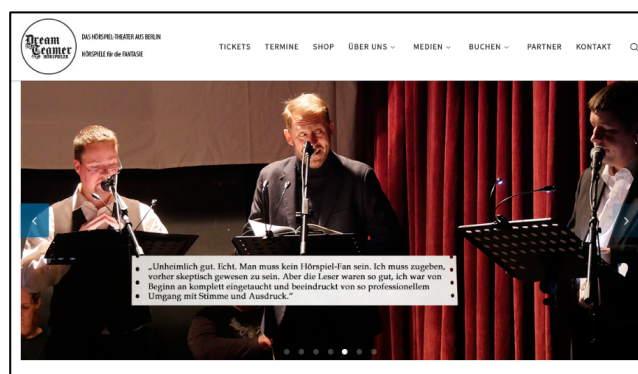 Dream
Teamer
HÖRSPIELER
DAS HÖRSPIEL-THEATER AUS BERLIN
HÖRSPIELE für die FANTASIE
TICKETS TERMINE SHOP ÜBER UNS MEDIEN BUCHEN PARTNER KONTAKT
„Unheimlich gut. Echt. Man muss kein Hörspiel-Fan sein. Ich muss zugeben,
vorher skeptisch gewesen zu sein. Aber die Leser waren so gut, ich war von
Beginn an komplett eingetaucht und beeindruckt von so professionellem
Umgang mit Stimme und Ausdruck.“